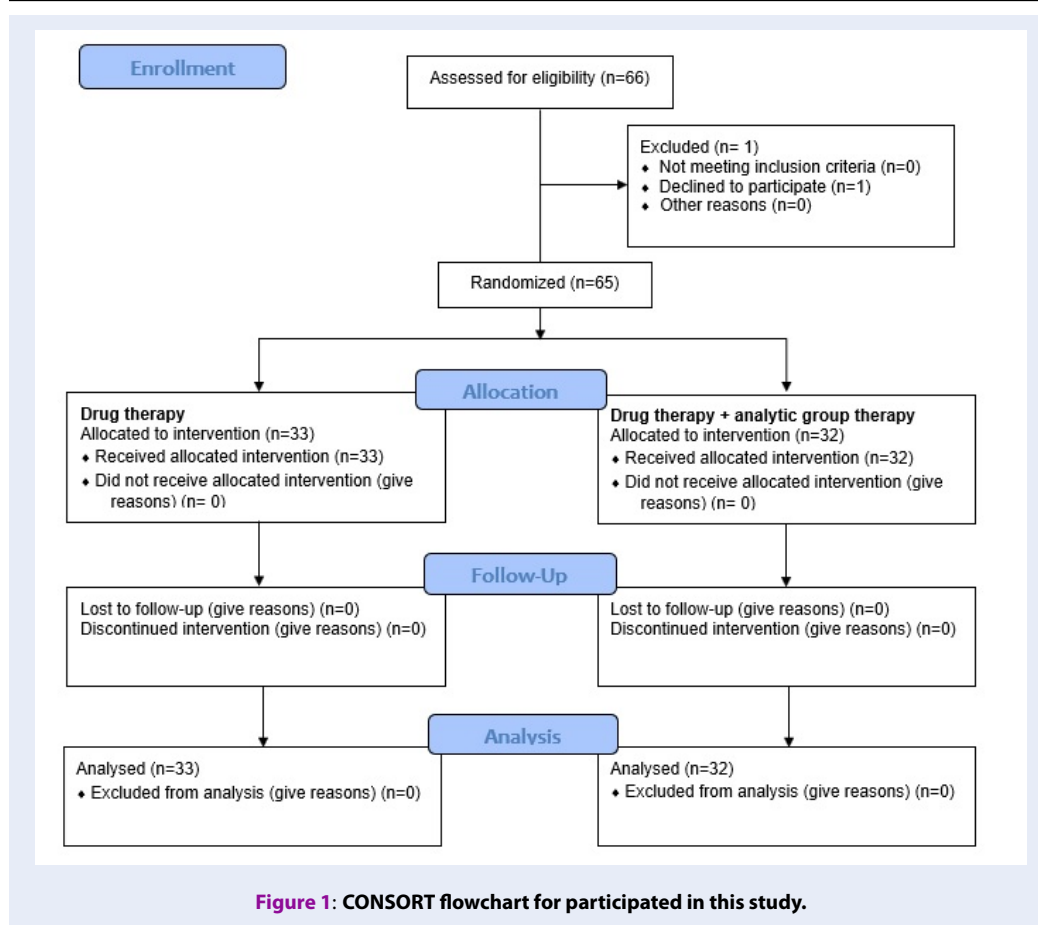 Enrollment
Assessed for eligibility (n=66)
Excluded (n= 1)
♦ Not meeting inclusion criteria (n=0)
♦ Declined to participate (n=1)
♦ Other reasons (n=0)
Randomized (n=65)
Allocation
Drug therapy
Allocated to intervention (n=33)
♦ Received allocated intervention (n=33)
♦ Did not receive allocated intervention (give
reasons) (n= 0)
Drug therapy + analytic group therapy
Allocated to intervention (n=32)
♦ Received allocated intervention (n=32)
♦ Did not receive allocated intervention (give
reasons) (n= 0)
Follow-Up
Lost to follow-up (give reasons) (n=0)
Discontinued intervention (give reasons) (n=0)
Lost to follow-up (give reasons) (n=0)
Discontinued intervention (give reasons) (n=0)
Analysis
Analysed (n=33)
♦ Excluded from analysis (give reasons) (n=0)
Analysed (n=32)
♦ Excluded from analysis (give reasons) (n=0)
Figure 1: CONSORT flowchart for participated in this study.